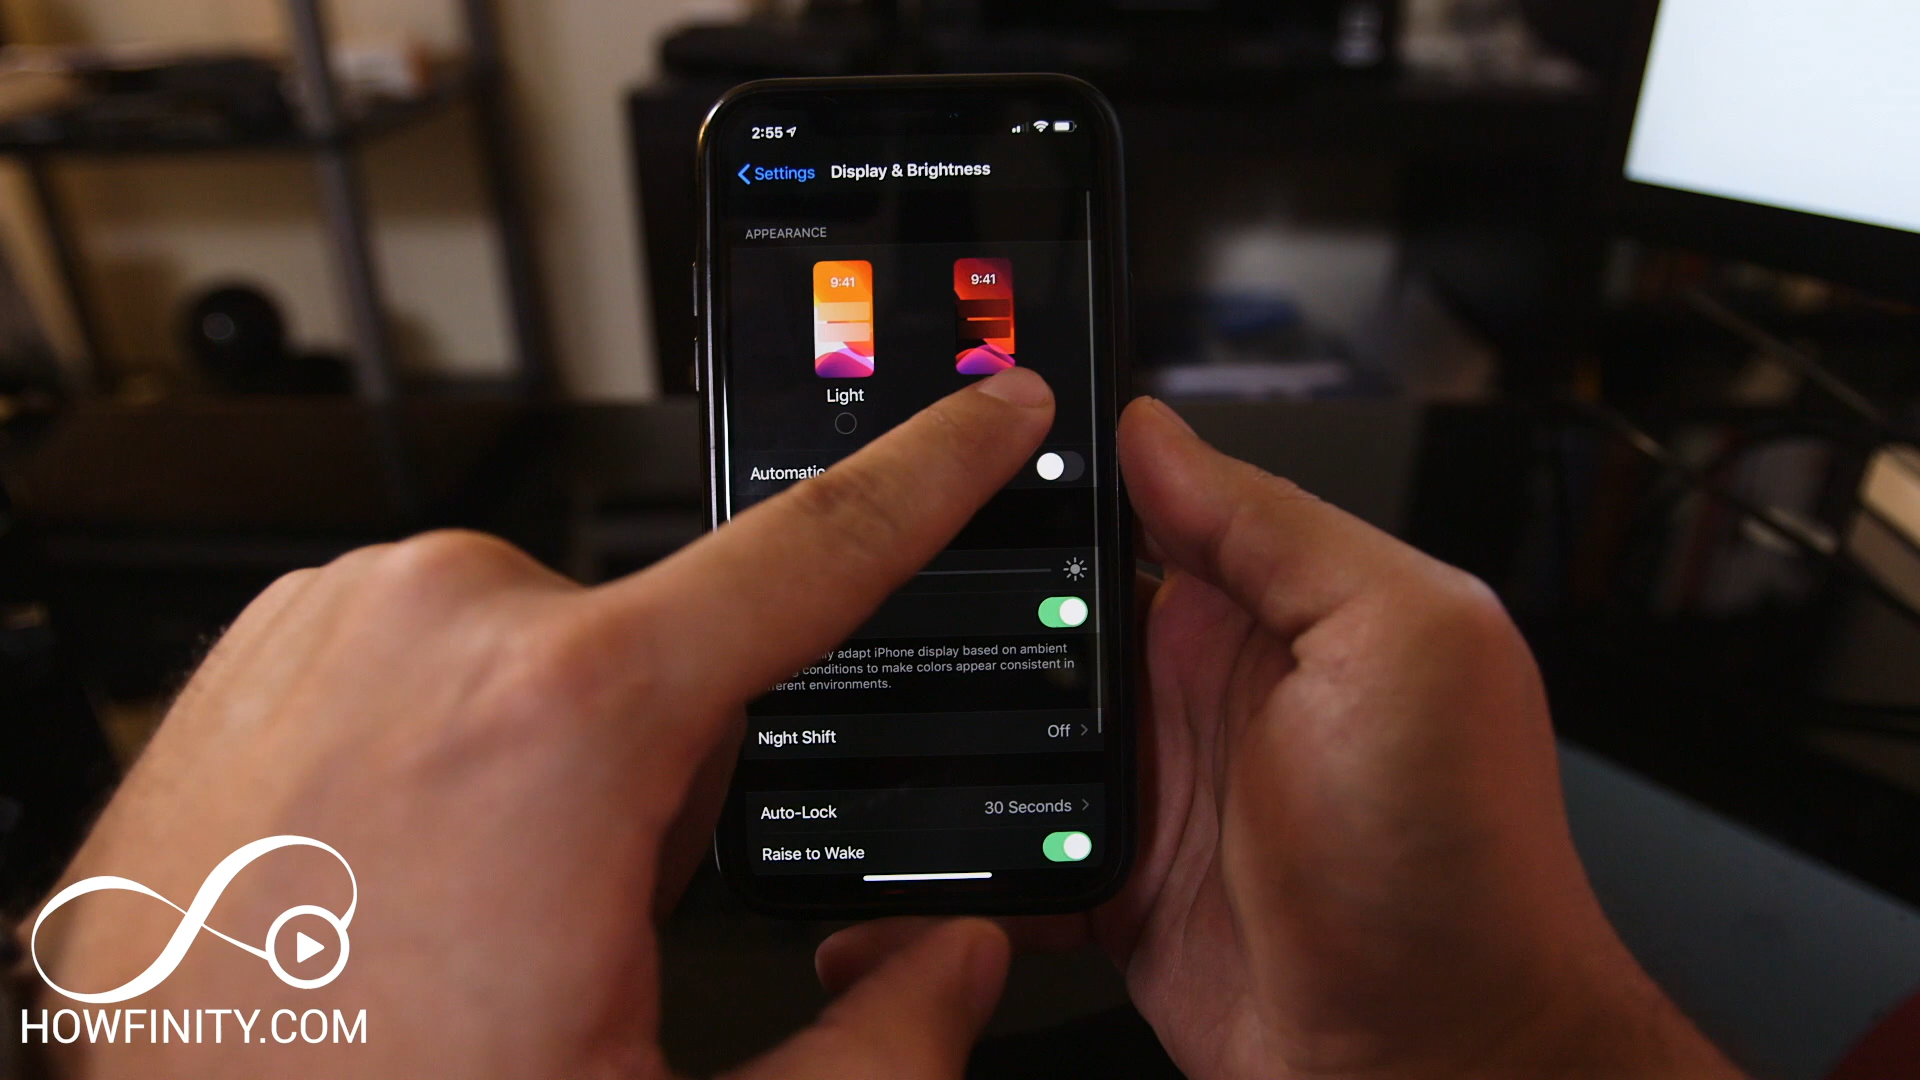 2:55
Settings Display & Brightness
APPEARANCE
9:41 9:41
Light
Automatic
adapt iPhone display based on ambient
conditions to make colors appear consistent in
environments.
Night Shift Off
Auto-Lock 30 Seconds
Raise to Wake
HOWFINITY.COM